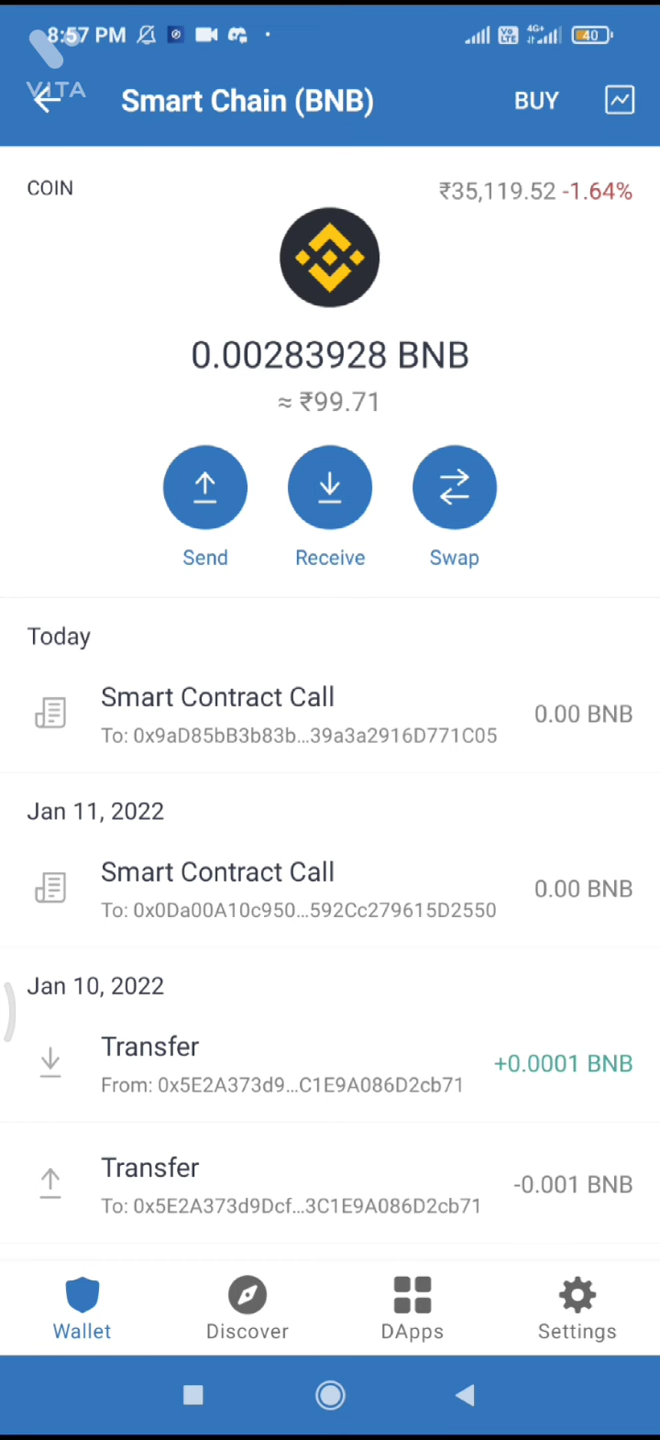 8:57 PM
VoLTE 4G+ 40
VITA
Smart Chain (BNB) BUY
COIN ₹35,119.52 -1.64%
0.00283928 BNB
≈ ₹99.71
Send Receive Swap
Today
Smart Contract Call 0.00 BNB
To: 0x9aD85bB3b83b...39a3a2916D771C05
Jan 11, 2022
Smart Contract Call 0.00 BNB
To: 0x0Da00A10c950...592Cc279615D2550
Jan 10, 2022
Transfer +0.0001 BNB
From: 0x5E2A373d9...C1E9A086D2cb71
Transfer -0.001 BNB
To: 0x5E2A373d9Dcf...3C1E9A086D2cb71
Wallet Discover DApps Settings